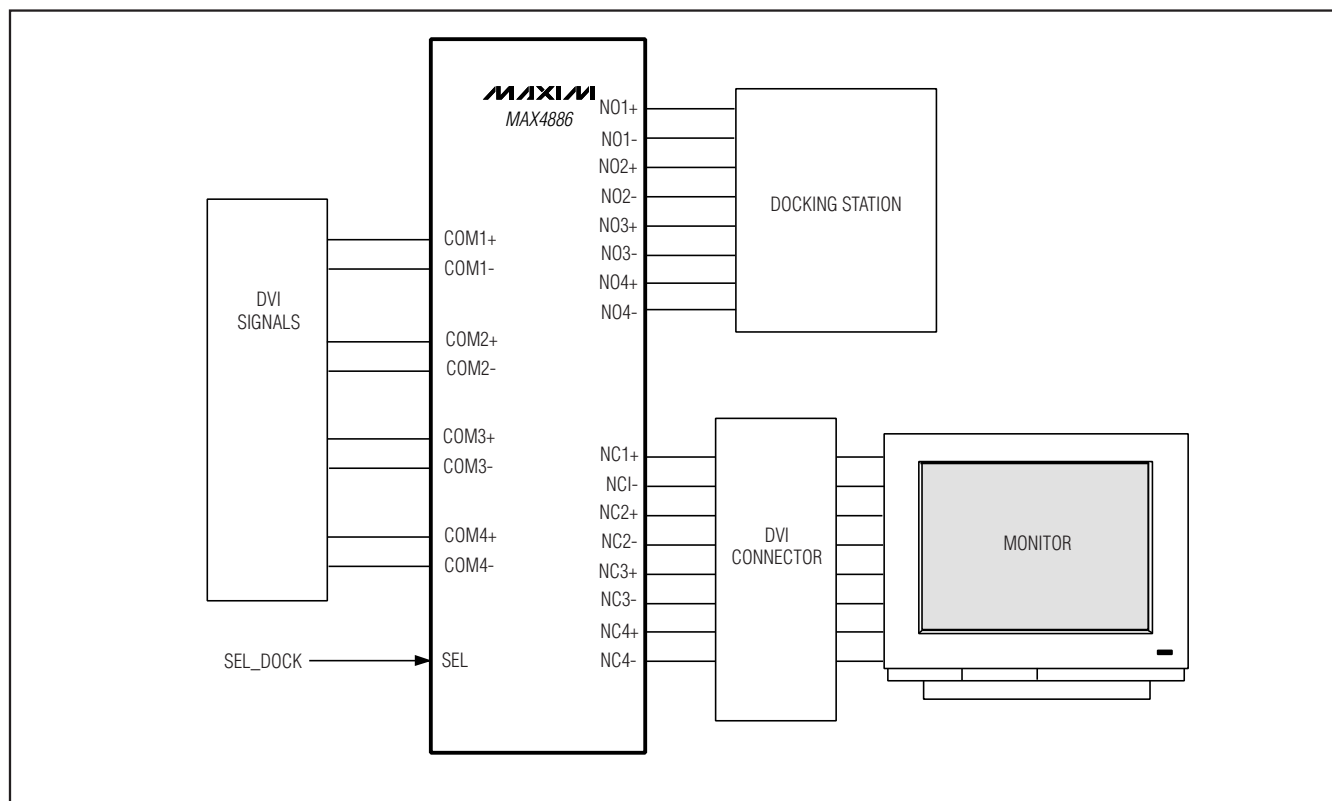 MAXIM
MAX4886
NO1+
NO1-
NO2+
NO2-
NO3+
NO3-
NO4+
NO4-
DOCKING STATION
DVI
SIGNALS
COM1+
COM1-
COM2+
COM2-
COM3+
COM3-
COM4+
COM4-
SEL_DOCK
SEL
NC1+
NCI-
NC2+
NC2-
NC3+
NC3-
NC4+
NC4-
DVI
CONNECTOR
MONITOR